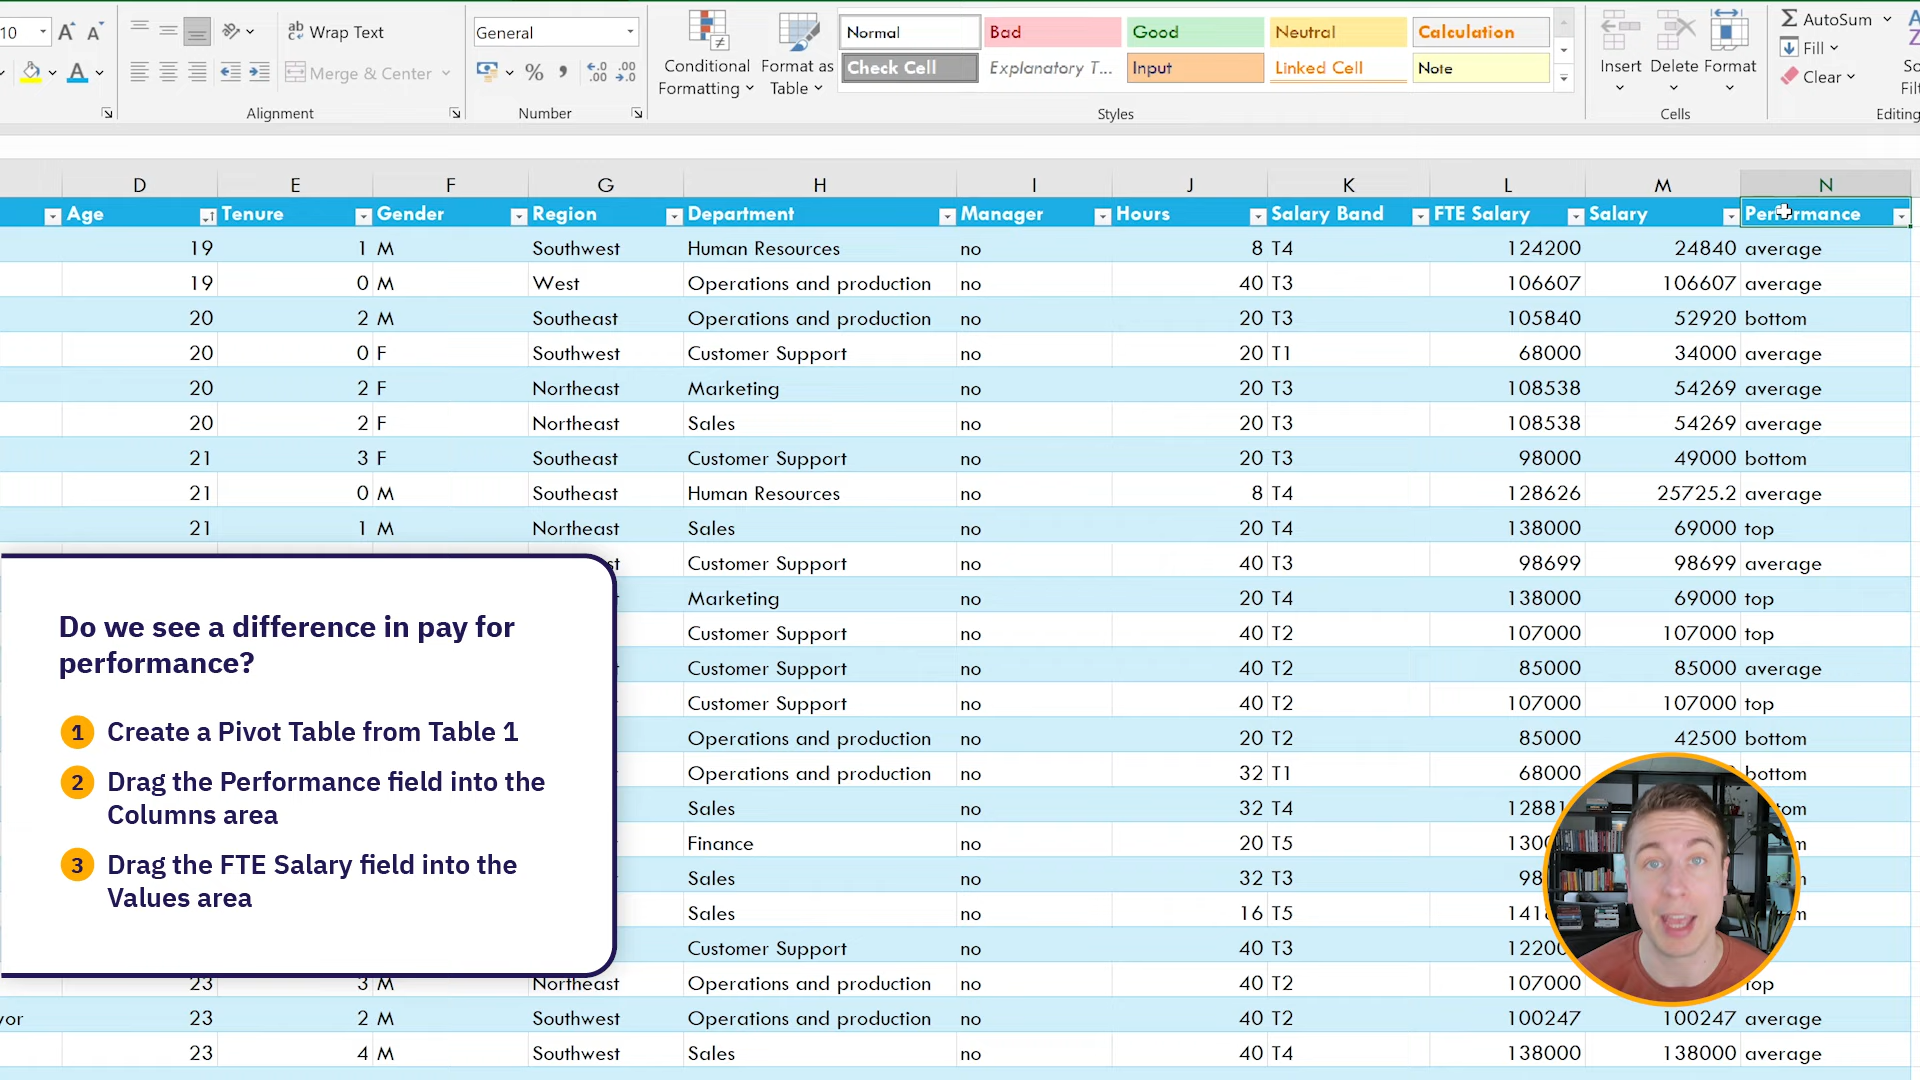 10 A A ab Wrap Text General Normal Bad Good Neutral Calculation AutoSum
Merge & Center % Conditional Formatting Format as Table Check Cell Explanatory T... Input Linked Cell Note Insert Delete Format Fill Clear
Alignment Number Styles Cells Editing
D E F G H I J K L M N
Age Tenure Gender Region Department Manager Hours Salary Band FTE Salary Salary Performance
19 1 M Southwest Human Resources no 8 T4 124200 24840 average
19 0 M West Operations and production no 40 T3 106607 106607 average
20 2 M Southeast Operations and production no 20 T3 105840 52920 bottom
20 0 F Southwest Customer Support no 20 T1 68000 34000 average
20 2 F Northeast Marketing no 20 T3 108538 54269 average
20 2 F Northeast Sales no 20 T3 108538 54269 average
21 3 F Southeast Customer Support no 20 T3 98000 49000 bottom
21 0 M Southeast Human Resources no 8 T4 128626 25725.2 average
21 1 M Northeast Sales no 20 T4 138000 69000 top
Customer Support no 40 T3 98699 98699 average
Marketing no 20 T4 138000 69000 top
Customer Support no 40 T2 107000 107000 top
Customer Support no 40 T2 85000 85000 average
Customer Support no 40 T2 107000 107000 top
Operations and production no 20 T2 85000 42500 bottom
Operations and production no 32 T1 68000 bottom
Sales no 32 T4
Finance no 20 T5
Sales no 32 T3
Sales no 16 T5
Customer Support no 40 T3
23 3 M Northeast Operations and production no 40 T2 107000 top
23 2 M Southwest Operations and production no 40 T2 100247 100247 average
23 4 M Southwest Sales no 40 T4 138000 138000 average
Do we see a difference in pay for
performance?
1 Create a Pivot Table from Table 1
2 Drag the Performance field into the
Columns area
3 Drag the FTE Salary field into the
Values area